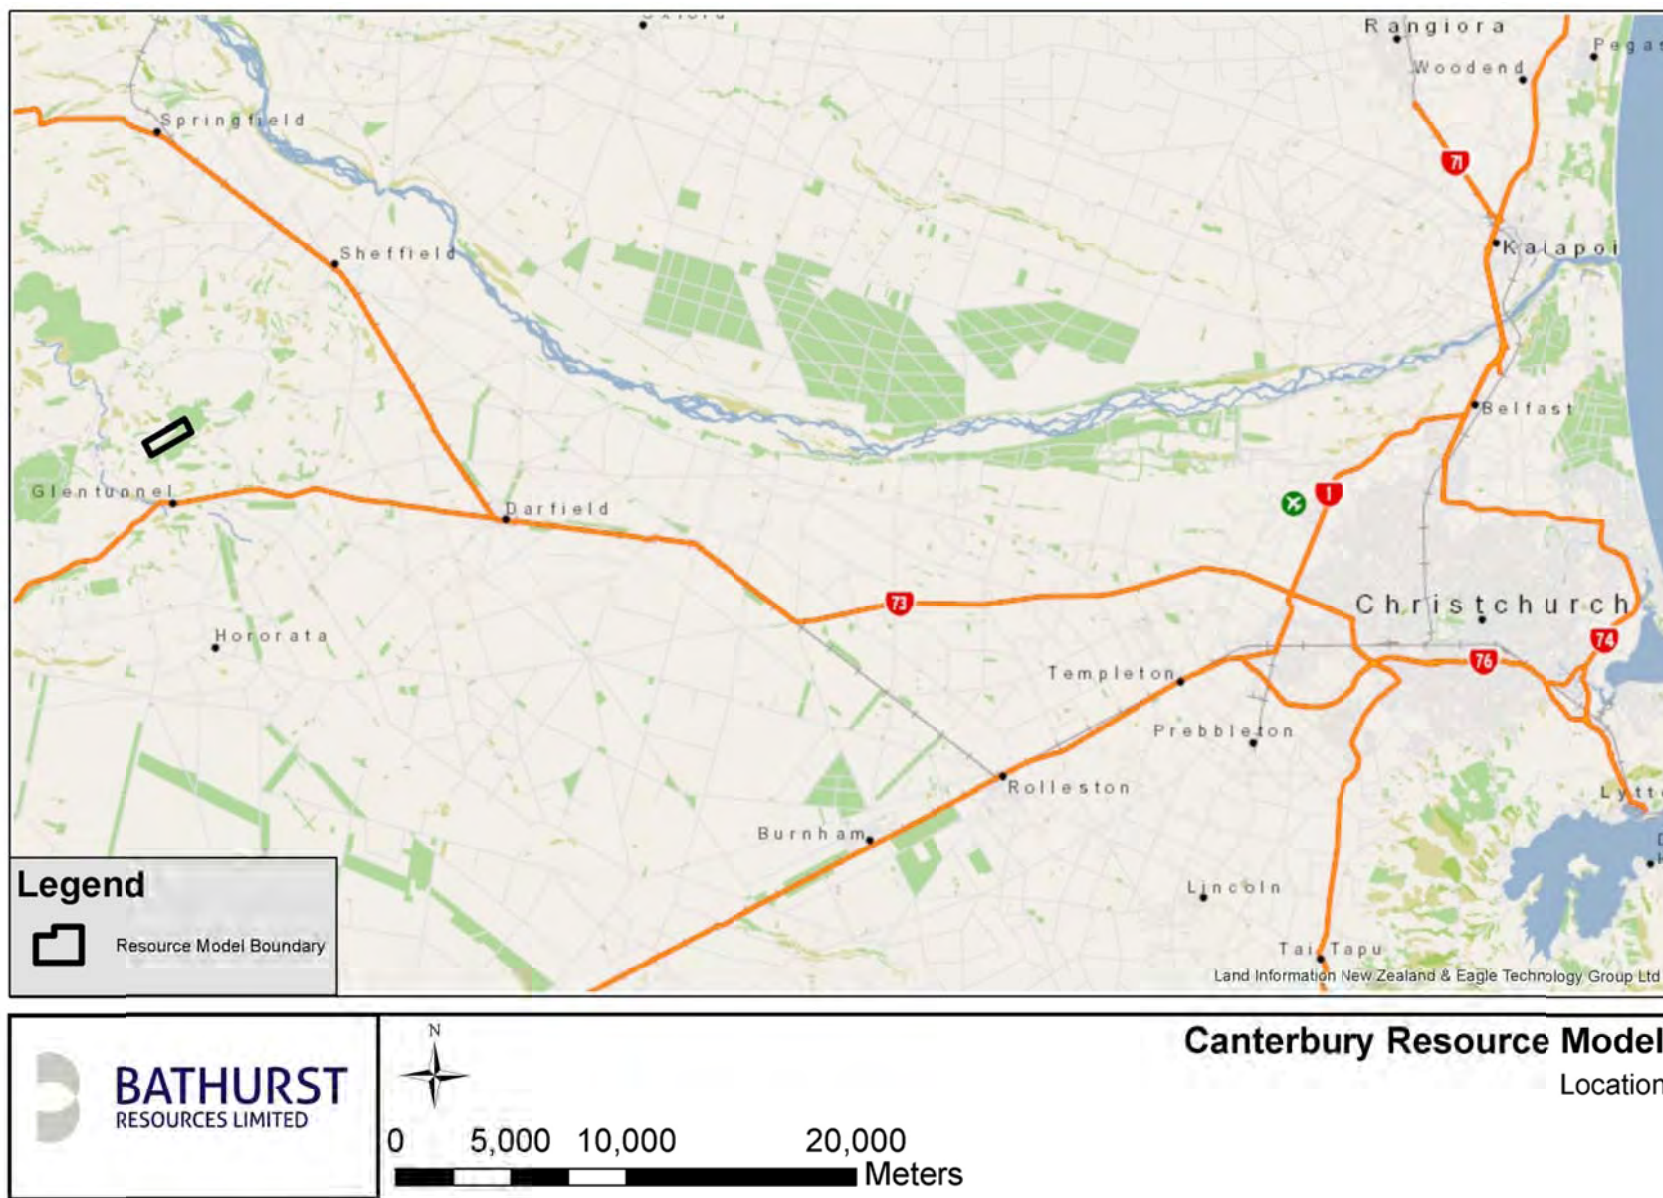 Rangiora
Woodend
Springfield
71
Sheffield
Kaiapoi
Belfast
Glentunnel
1
Darfield
73
Christchurch
Hororata
74
76
Templeton
Prebbleton
Rolleston
Burnham
Lincoln
Tai Tapu
Land Information New Zealand & Eagle Technology Group Ltd
Legend
Resource Model Boundary
BATHURST
RESOURCES LIMITED
N
0 5,000 10,000 20,000
Meters
Canterbury Resource Model
Location